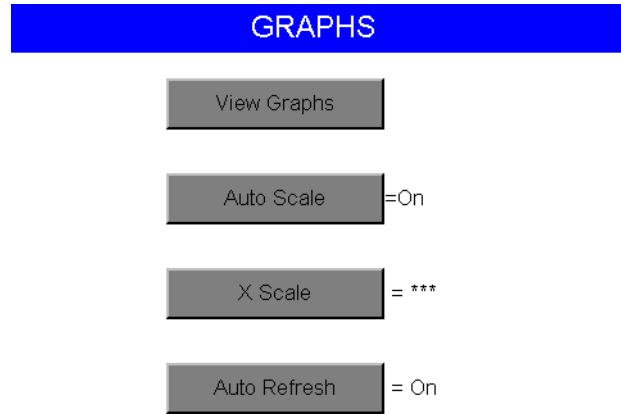 GRAPHS
View Graphs
Auto Scale =On
X Scale = ***
Auto Refresh = On